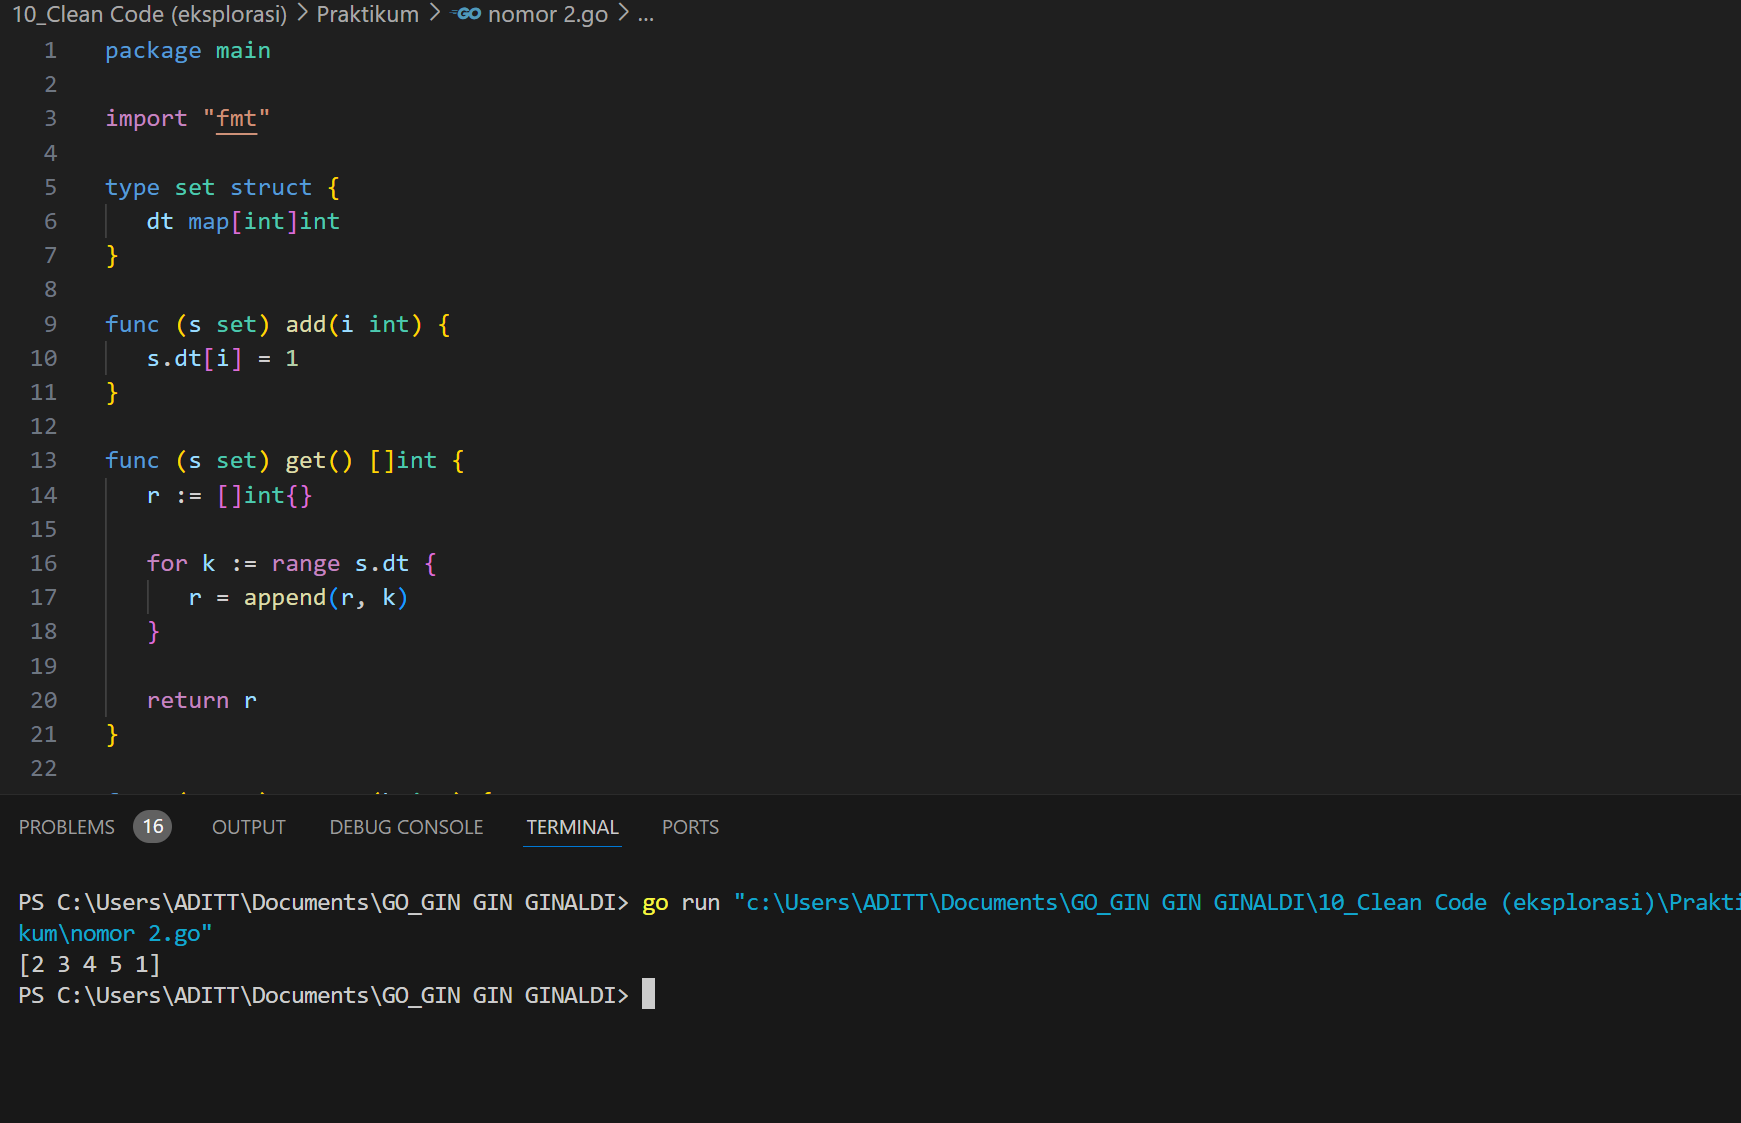 10_Clean Code (eksplorasi) > Praktikum > GO nomor 2.go > ...
1 package main
2
3 import "fmt"
4
5 type set struct {
6 dt map[int]int
7 }
8
9 func (s set) add(i int) {
10 s.dt[i] = 1
11 }
12
13 func (s set) get() []int {
14 r := []int{}
15
16 for k := range s.dt {
17 r = append(r, k)
18 }
19
20 return r
21 }
22
PROBLEMS 16 OUTPUT DEBUG CONSOLE TERMINAL PORTS
PS C:\Users\ADITT\Documents\GO_GIN GIN GINALDI> go run "c:\Users\ADITT\Documents\GO_GIN GIN GINALDI\10_Clean Code (eksplorasi)\Prakti
kum\nomor 2.go"
[2 3 4 5 1]
PS C:\Users\ADITT\Documents\GO_GIN GIN GINALDI>